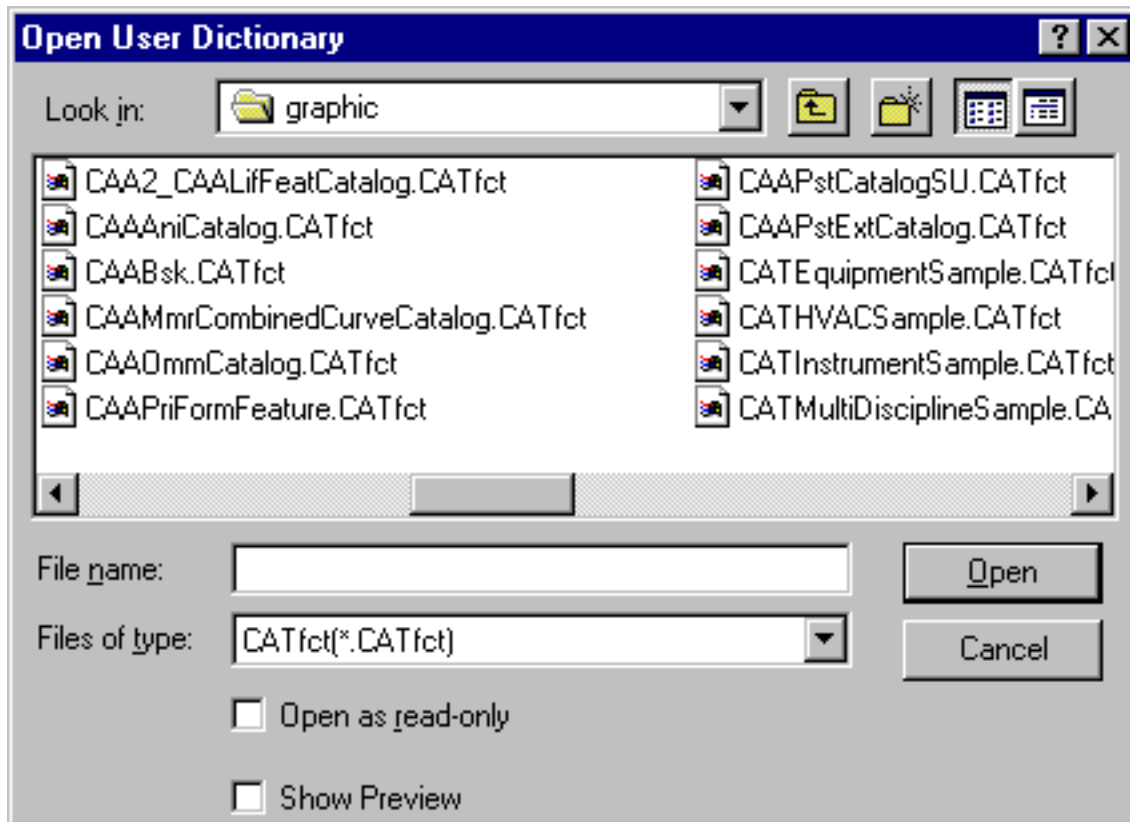 Open User Dictionary
Look in:
graphic
CAA2_CAALifFeatCatalog.CATfct
CAAAniCatalog.CATfct
CAABsk.CATfct
CAAMmrCombinedCurveCatalog.CATfct
CAAOmmCatalog.CATfct
CAAPriFormFeature.CATfct
CAAPstCatalogSU.CATfct
CAAPstExtCatalog.CATfct
CATEquipmentSample.CATfct
CATHVACSample.CATfct
CATInstrumentSample.CATfct
CATMultiDisciplineSample.CA
File name:
Open
Files of type:
CATfct(*.CATfct)
Cancel
Open as read-only
Show Preview